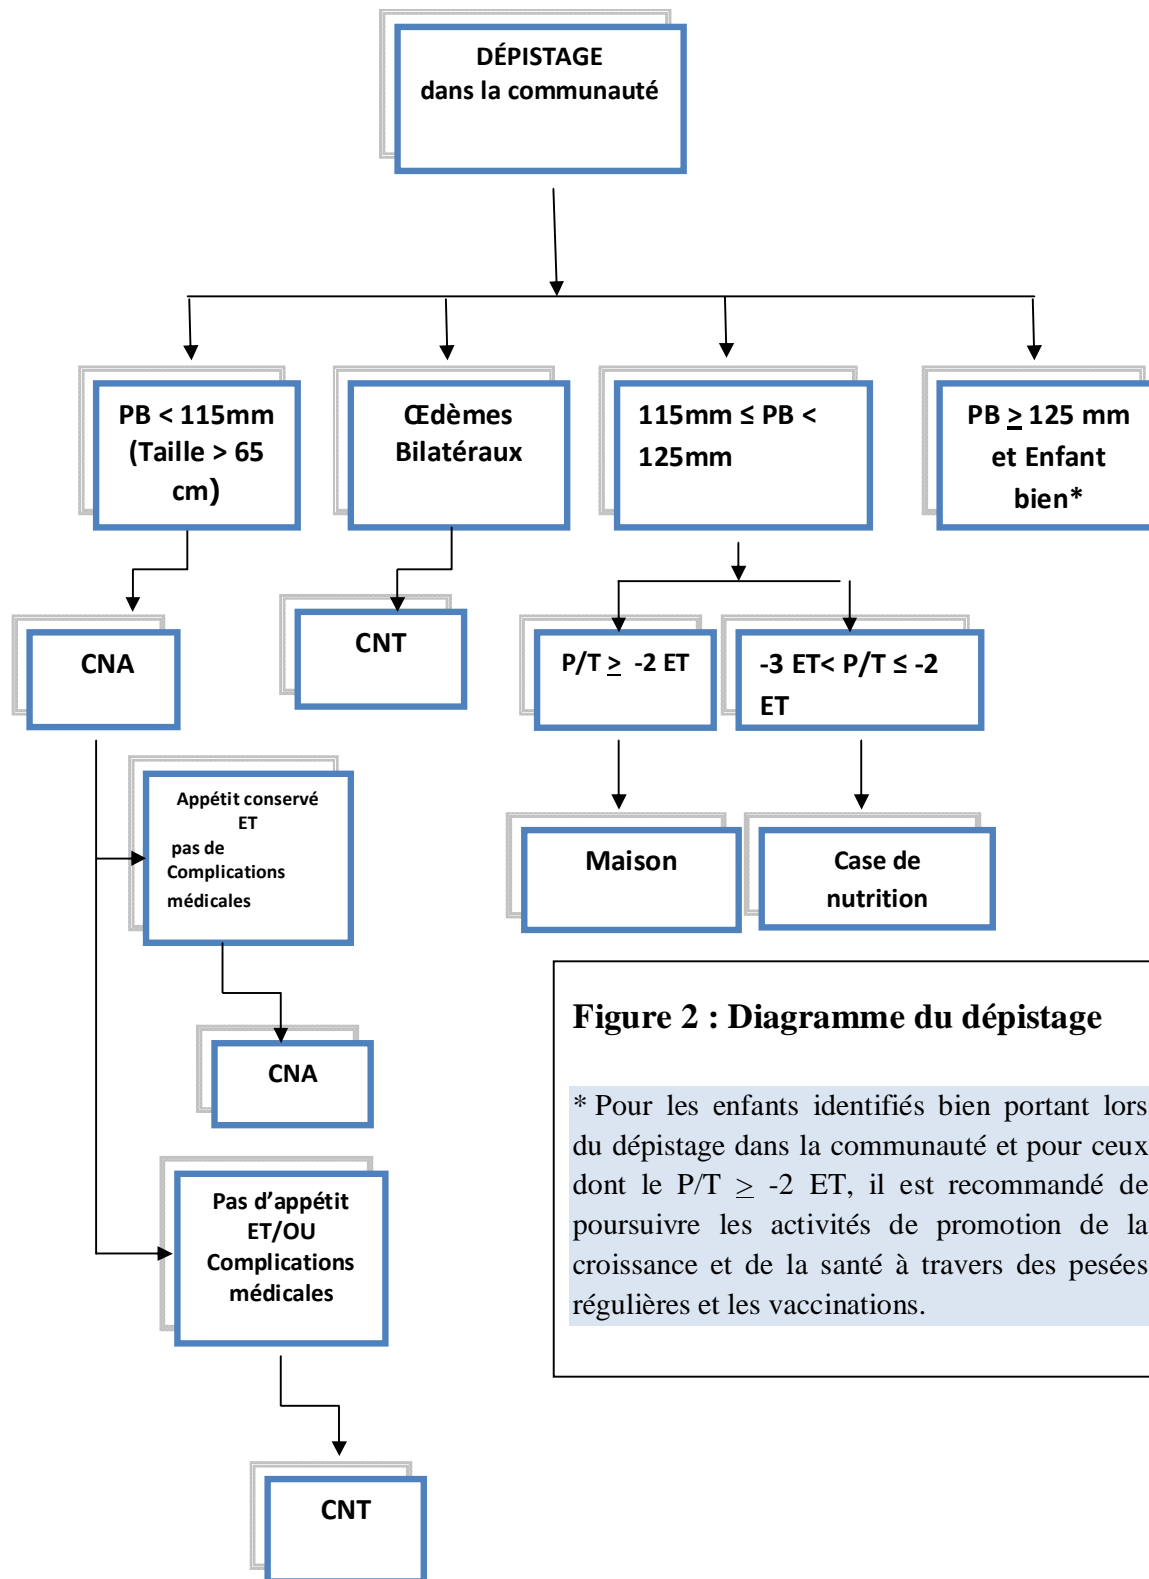 DÉPISTAGE
dans la communauté
PB < 115mm
(Taille > 65
cm)
Œdèmes
Bilatéraux
115mm ≤ PB <
125mm
PB ≥ 125 mm
et Enfant
bien*
CNA
CNT
P/T ≥ -2 ET
-3 ET< P/T ≤ -2
ET
Appétit conservé
ET
pas de
Complications
médicales
Maison
Case de
nutrition
CNA
Pas d’appétit
ET/OU
Complications
médicales
CNT
Figure 2 : Diagramme du dépistage
* Pour les enfants identifiés bien portant lors
du dépistage dans la communauté et pour ceux
dont le P/T ≥ -2 ET, il est recommandé de
poursuivre les activités de promotion de la
croissance et de la santé à travers des pesées
régulières et les vaccinations.